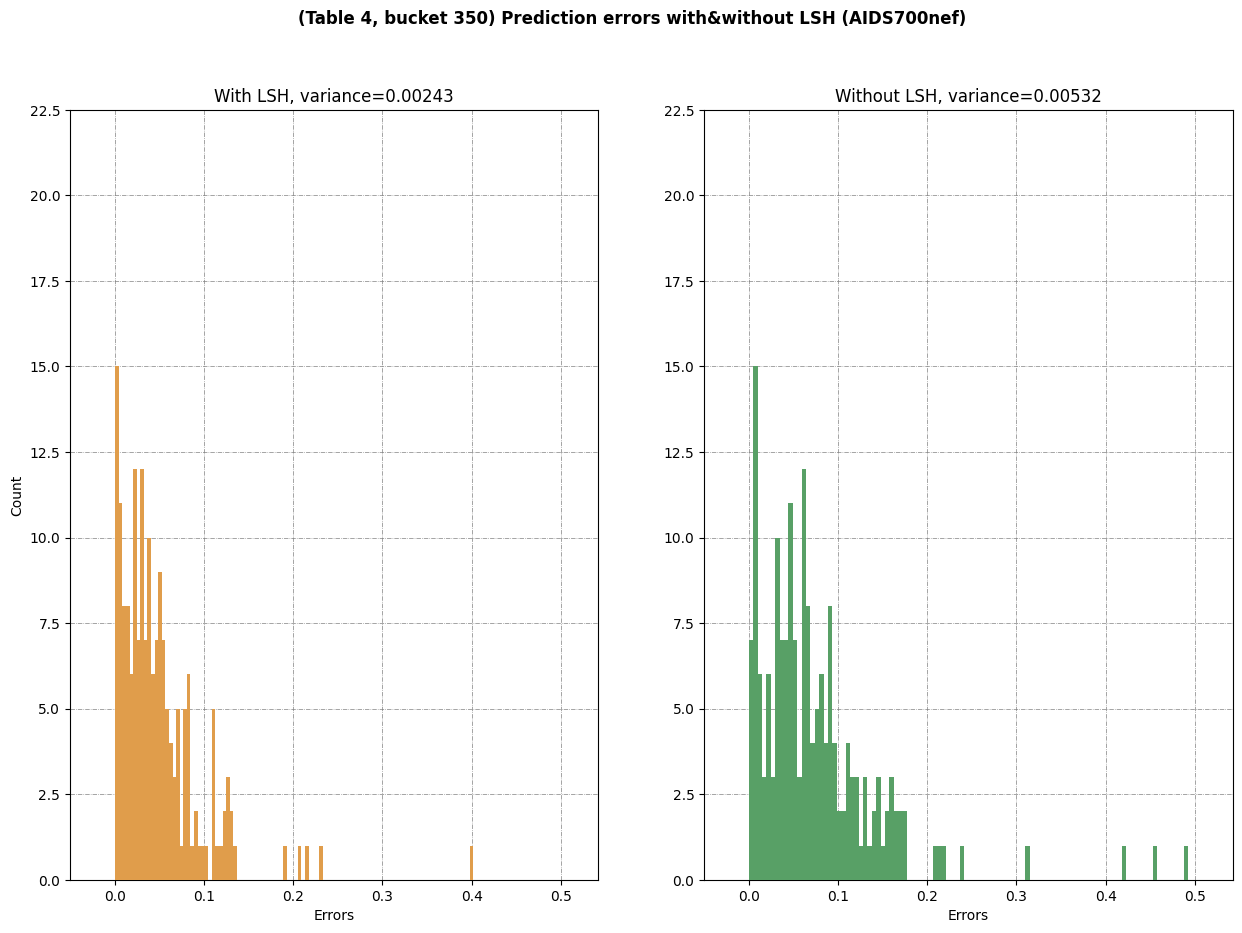 (Table 4, bucket 350) Prediction errors with&without LSH (AIDS700nef)
With LSH, variance=0.00243
22.5
20.0
17.5
15.0
12.5
10.0
7.5
5.0
2.5
0.0
Count
0.0 0.1 0.2 0.3 0.4 0.5
Errors
Without LSH, variance=0.00532
22.5
20.0
17.5
15.0
12.5
10.0
7.5
5.0
2.5
0.0
0.0 0.1 0.2 0.3 0.4 0.5
Errors